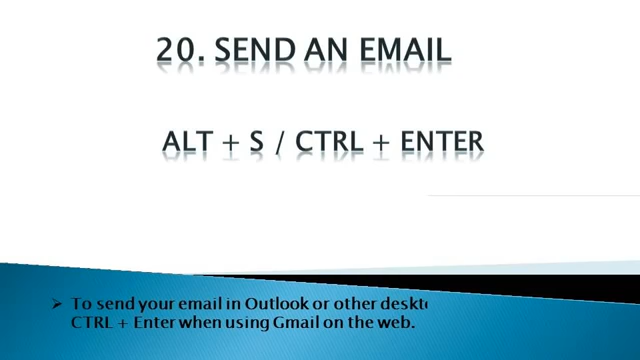 20. SEND AN EMAIL
ALT + S / CTRL + ENTER
➢ To send your email in Outlook or other
CTRL + Enter when using Gmail on the web.